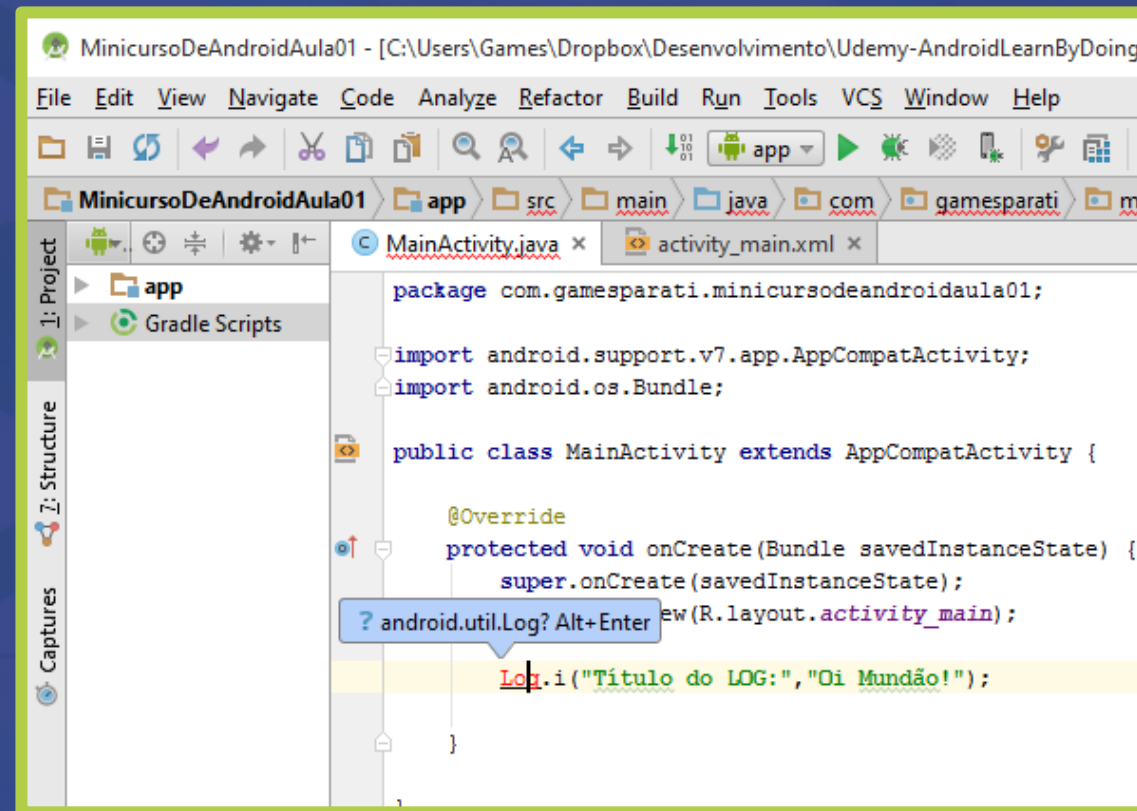 MinicursoDeAndroidAula01 - [C:\Users\Games\Dropbox\Desenvolvimento\Udemy-AndroidLearnByDoing
File Edit View Navigate Code Analyze Refactor Build Run Tools VCS Window Help
app
MinicursoDeAndroidAula01 app src main java com gamesparati m
1: Project
7: Structure
Captures
app
Gradle Scripts
MainActivity.java × activity_main.xml ×
package com.gamesparati.minicursodeandroidaula01;
import android.support.v7.app.AppCompatActivity;
import android.os.Bundle;
public class MainActivity extends AppCompatActivity {
@Override
protected void onCreate(Bundle savedInstanceState) {
super.onCreate(savedInstanceState);
? android.util.Log? Alt+Enter ew(R.layout.activity_main);
Log.i("Título do LOG:","Oi Mundão!");
}